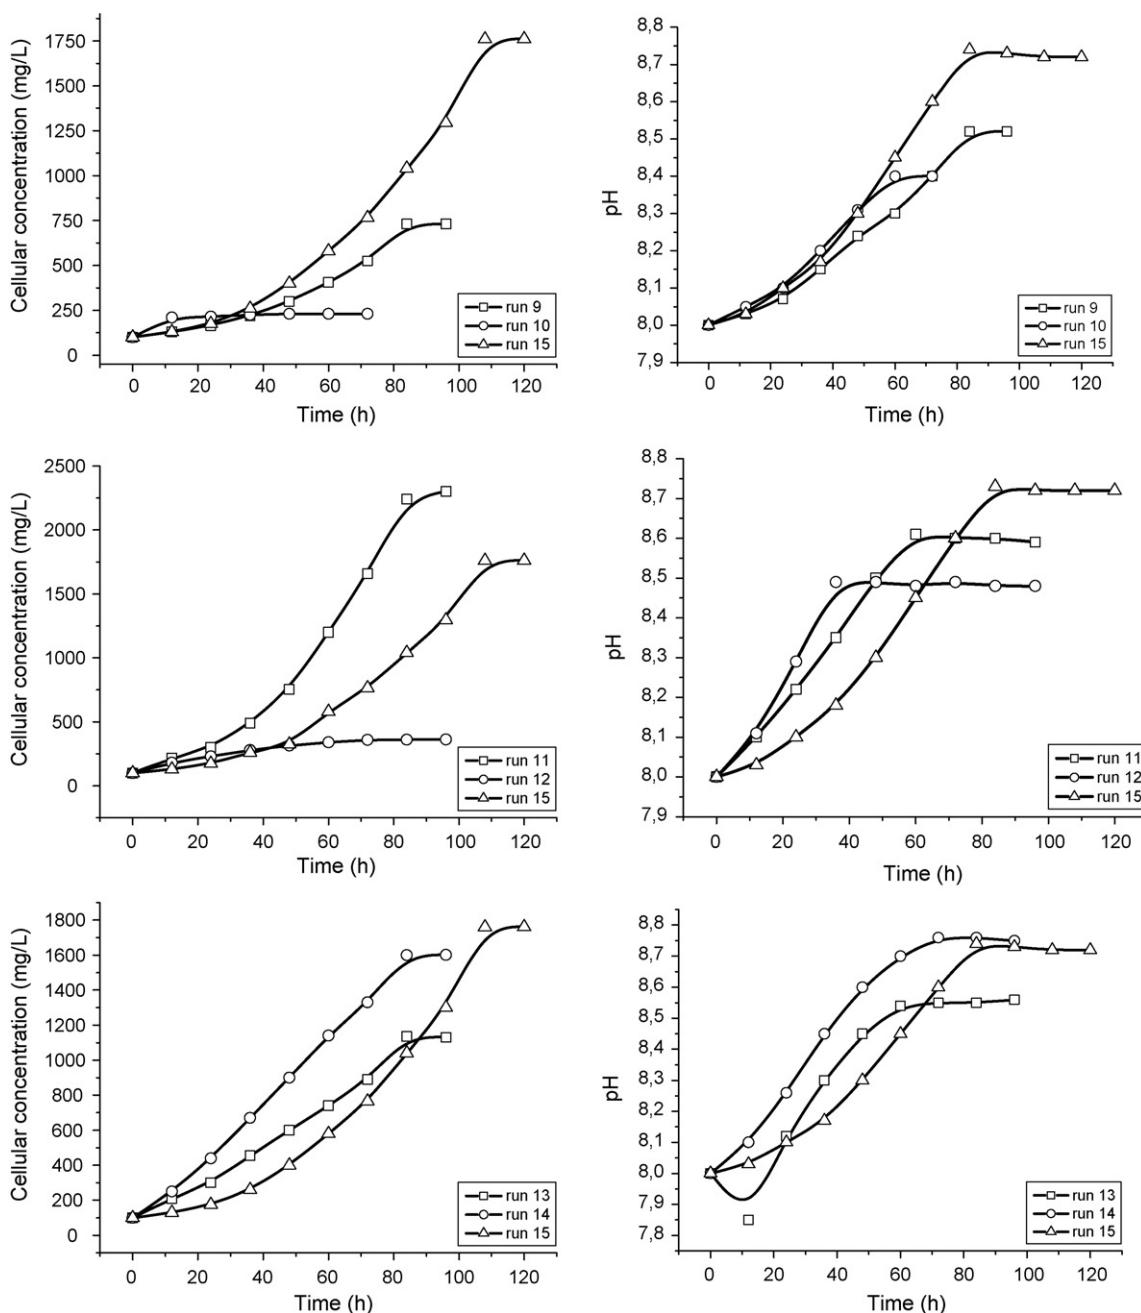 Cellular concentration (mg/L)
1750
1500
1250
1000
750
500
250
0
0 20 40 60 80 100 120
Time (h)
run 9
run 10
run 15
pH
8,8
8,7
8,6
8,5
8,4
8,3
8,2
8,1
8,0
7,9
0 20 40 60 80 100 120
Time (h)
run 9
run 10
run 15
Cellular concentration (mg/L)
2500
2000
1500
1000
500
0
0 20 40 60 80 100 120
Time (h)
run 11
run 12
run 15
pH
8,8
8,7
8,6
8,5
8,4
8,3
8,2
8,1
8,0
7,9
0 20 40 60 80 100 120
Time (h)
run 11
run 12
run 15
Cellular concentration (mg/L)
1800
1600
1400
1200
1000
800
600
400
200
0
0 20 40 60 80 100 120
Time (h)
run 13
run 14
run 15
pH
8,8
8,7
8,6
8,5
8,4
8,3
8,2
8,1
8,0
7,9
7,8
0 20 40 60 80 100 120
Time (h)
run 13
run 14
run 15